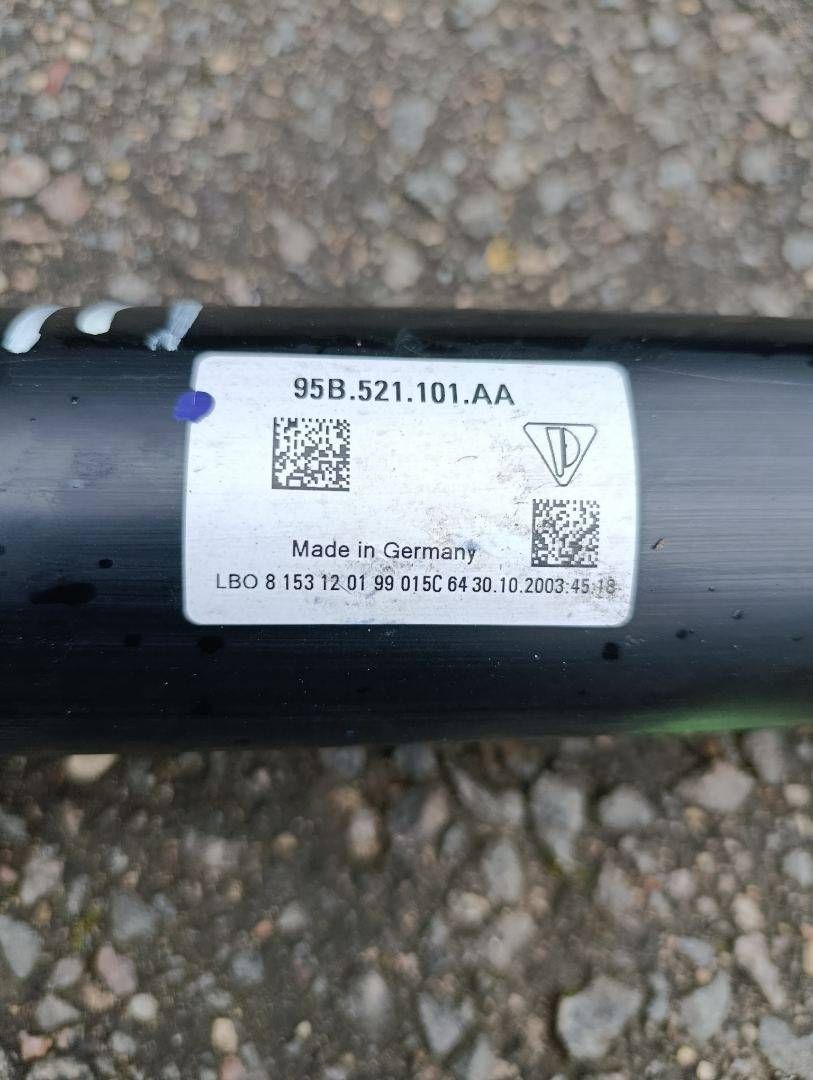 95B.521.101.AA
Made in Germany
LBO 8 153 12 01 99 015C 64 30.10.2003:45:18